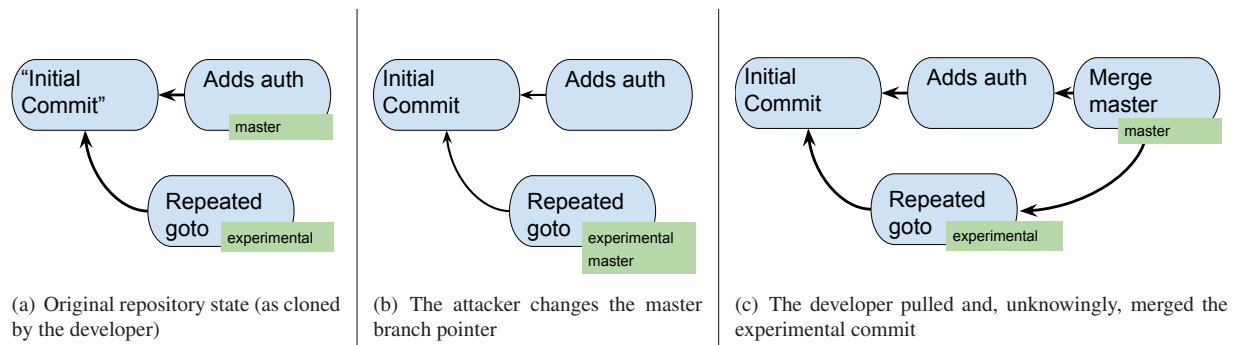 “Initial
Commit”
Adds auth
master
Repeated
goto
experimental
(a) Original repository state (as cloned
by the developer)
Initial
Commit
Adds auth
Repeated
goto
experimental
master
(b) The attacker changes the master
branch pointer
Initial
Commit
Adds auth
Merge
master
master
Repeated
goto
experimental
(c) The developer pulled and, unknowingly, merged the
experimental commit